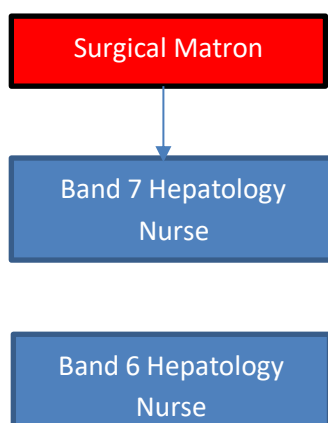 Surgical Matron
Band 7 Hepatology
Nurse
Band 6 Hepatology
Nurse